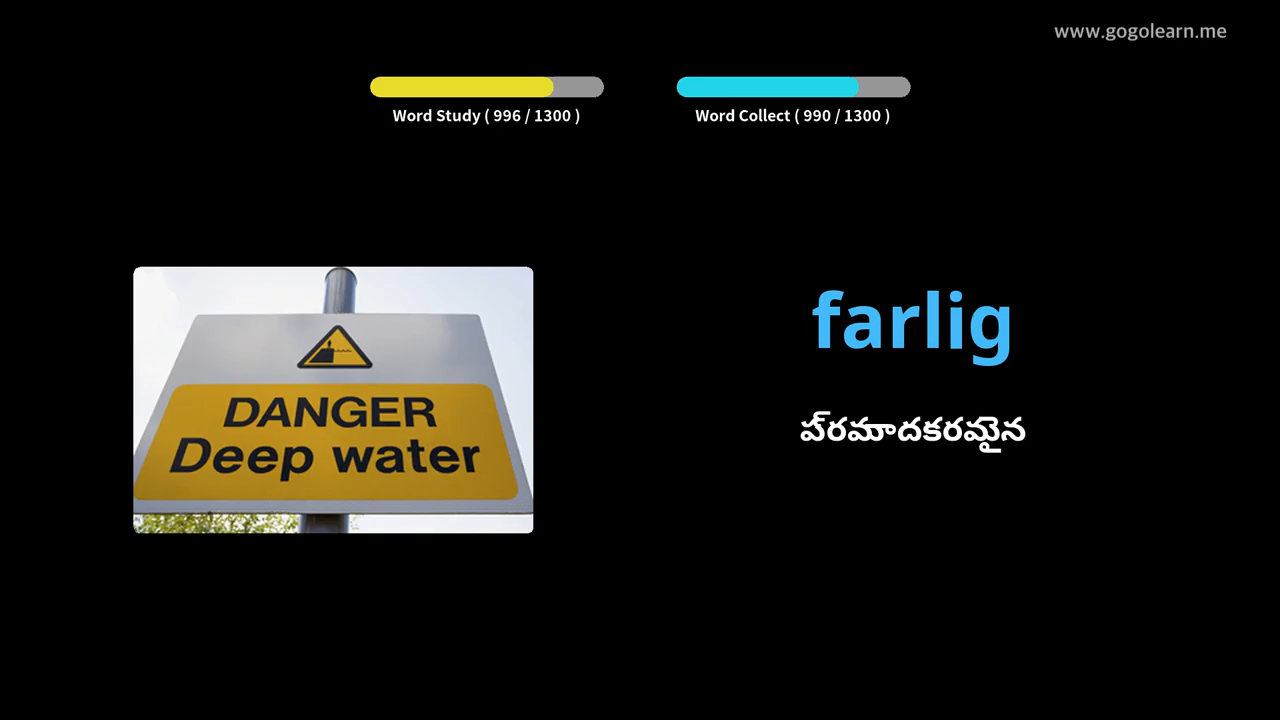 www.gogolearn.me
Word Study ( 996 / 1300 )
Word Collect ( 990 / 1300 )
DANGER
Deep water
farlig
ప్రమాదకరమైన